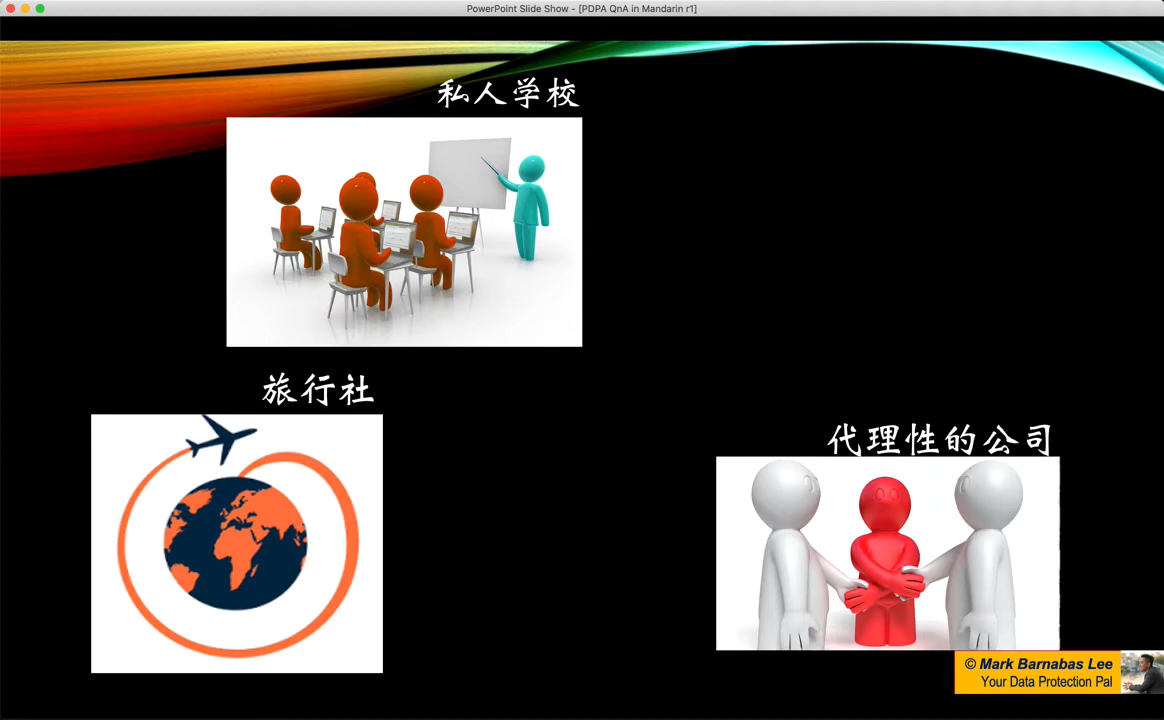 PowerPoint Slide Show - [PDPA QnA in Mandarin r1]
私人学校
旅行社
代理性的公司
© Mark Barnabas Lee
Your Data Protection Pal